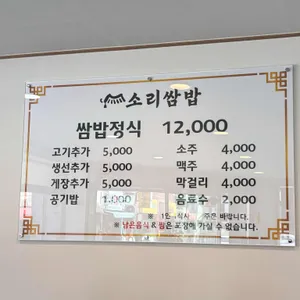 소리쌈밥
쌈밥정식 12,000
고기추가 5,000 소주 4,000
생선추가 5,000 맥주 4,000
게장추가 5,000 막걸리 4,000
공기밥 1,000 음료수 2,000
주문 바랍니다.
※ 남은음식 & 쌈은 포장해 가실 수 없습니다.